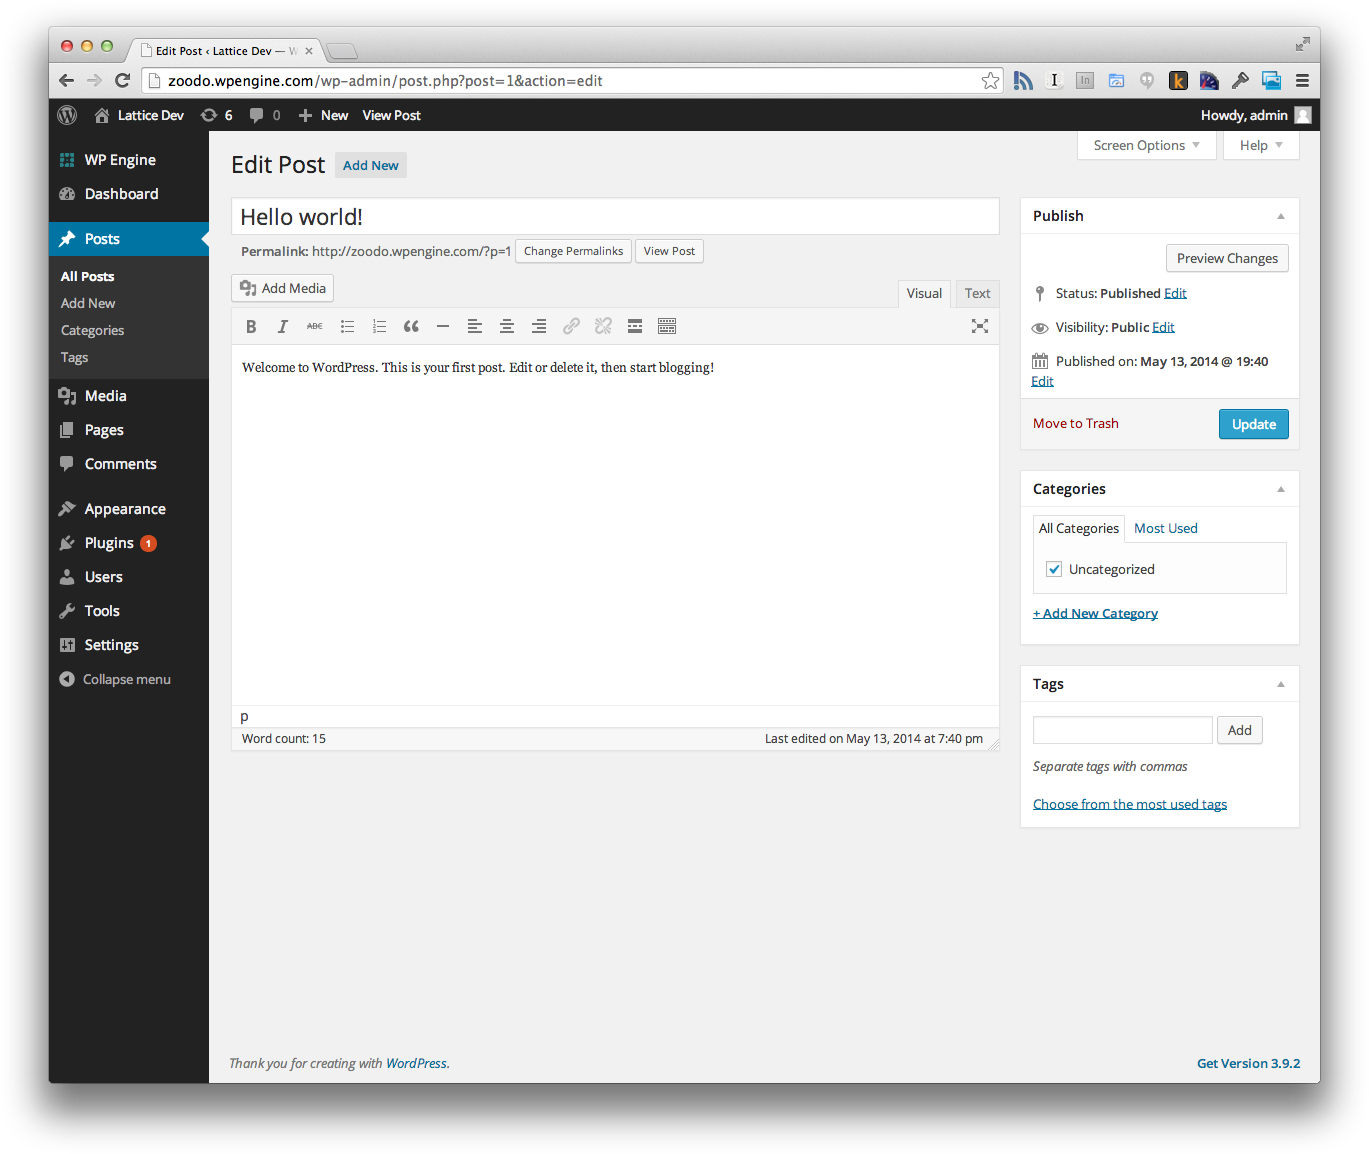 Edit Post ‹ Lattice Dev — W
zoodo.wpengine.com/wp-admin/post.php?post=1&action=edit
Lattice Dev 6 0 New View Post Howdy, admin
WP Engine
Dashboard
Posts
All Posts
Add New
Categories
Tags
Media
Pages
Comments
Appearance
Plugins 1
Users
Tools
Settings
Collapse menu
Screen Options Help
Edit Post Add New
Hello world!
Permalink: http://zoodo.wpengine.com/?p=1 Change Permalinks View Post
Add Media
Visual Text
B I ABC
Welcome to WordPress. This is your first post. Edit or delete it, then start blogging!
p
Word count: 15 Last edited on May 13, 2014 at 7:40 pm
Publish
Preview Changes
Status: Published Edit
Visibility: Public Edit
Published on: May 13, 2014 @ 19:40
Edit
Move to Trash Update
Categories
All Categories Most Used
Uncategorized
+ Add New Category
Tags
Add
Separate tags with commas
Choose from the most used tags
Thank you for creating with WordPress. Get Version 3.9.2